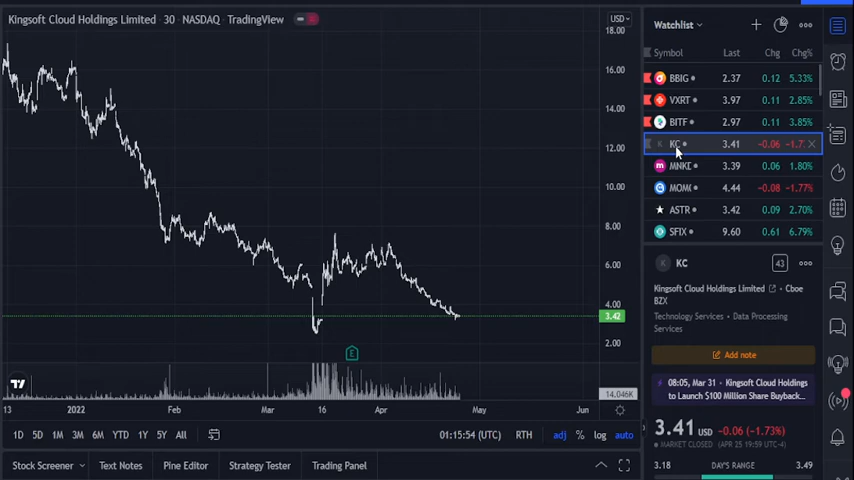 Kingsoft Cloud Holdings Limited · 30 · NASDAQ · TradingView
USD
18.00
16.00
14.00
12.00
10.00
8.00
6.00
4.00
3.42
2.00
14.046K
E
13 2022 Feb Mar 16 Apr May Jun
1D 5D 1M 3M 6M YTD 1Y 5Y All
01:15:54 (UTC) RTH adj % log auto
Stock Screener Text Notes Pine Editor Strategy Tester Trading Panel
Watchlist
Symbol Last Chg Chg%
BBIG 2.37 0.12 5.33%
VXRT 3.97 0.11 2.85%
BITF 2.97 0.11 3.85%
K KC 3.41 −0.06 −1.7
m MNKD 3.39 0.06 1.80%
MOM 4.44 −0.08 −1.77%
ASTR 3.42 0.09 2.70%
SFIX 9.60 0.61 6.79%
K KC 43
Kingsoft Cloud Holdings Limited · Cboe
BZX
Technology Services · Data Processing
Services
Add note
08:05, Mar 31 · Kingsoft Cloud Holdings
to Launch $100 Million Share Buyback...
3.41 USD −0.06 (−1.73%)
MARKET CLOSED (APR 25 19:59 UTC-4)
3.18 DAY'S RANGE 3.49